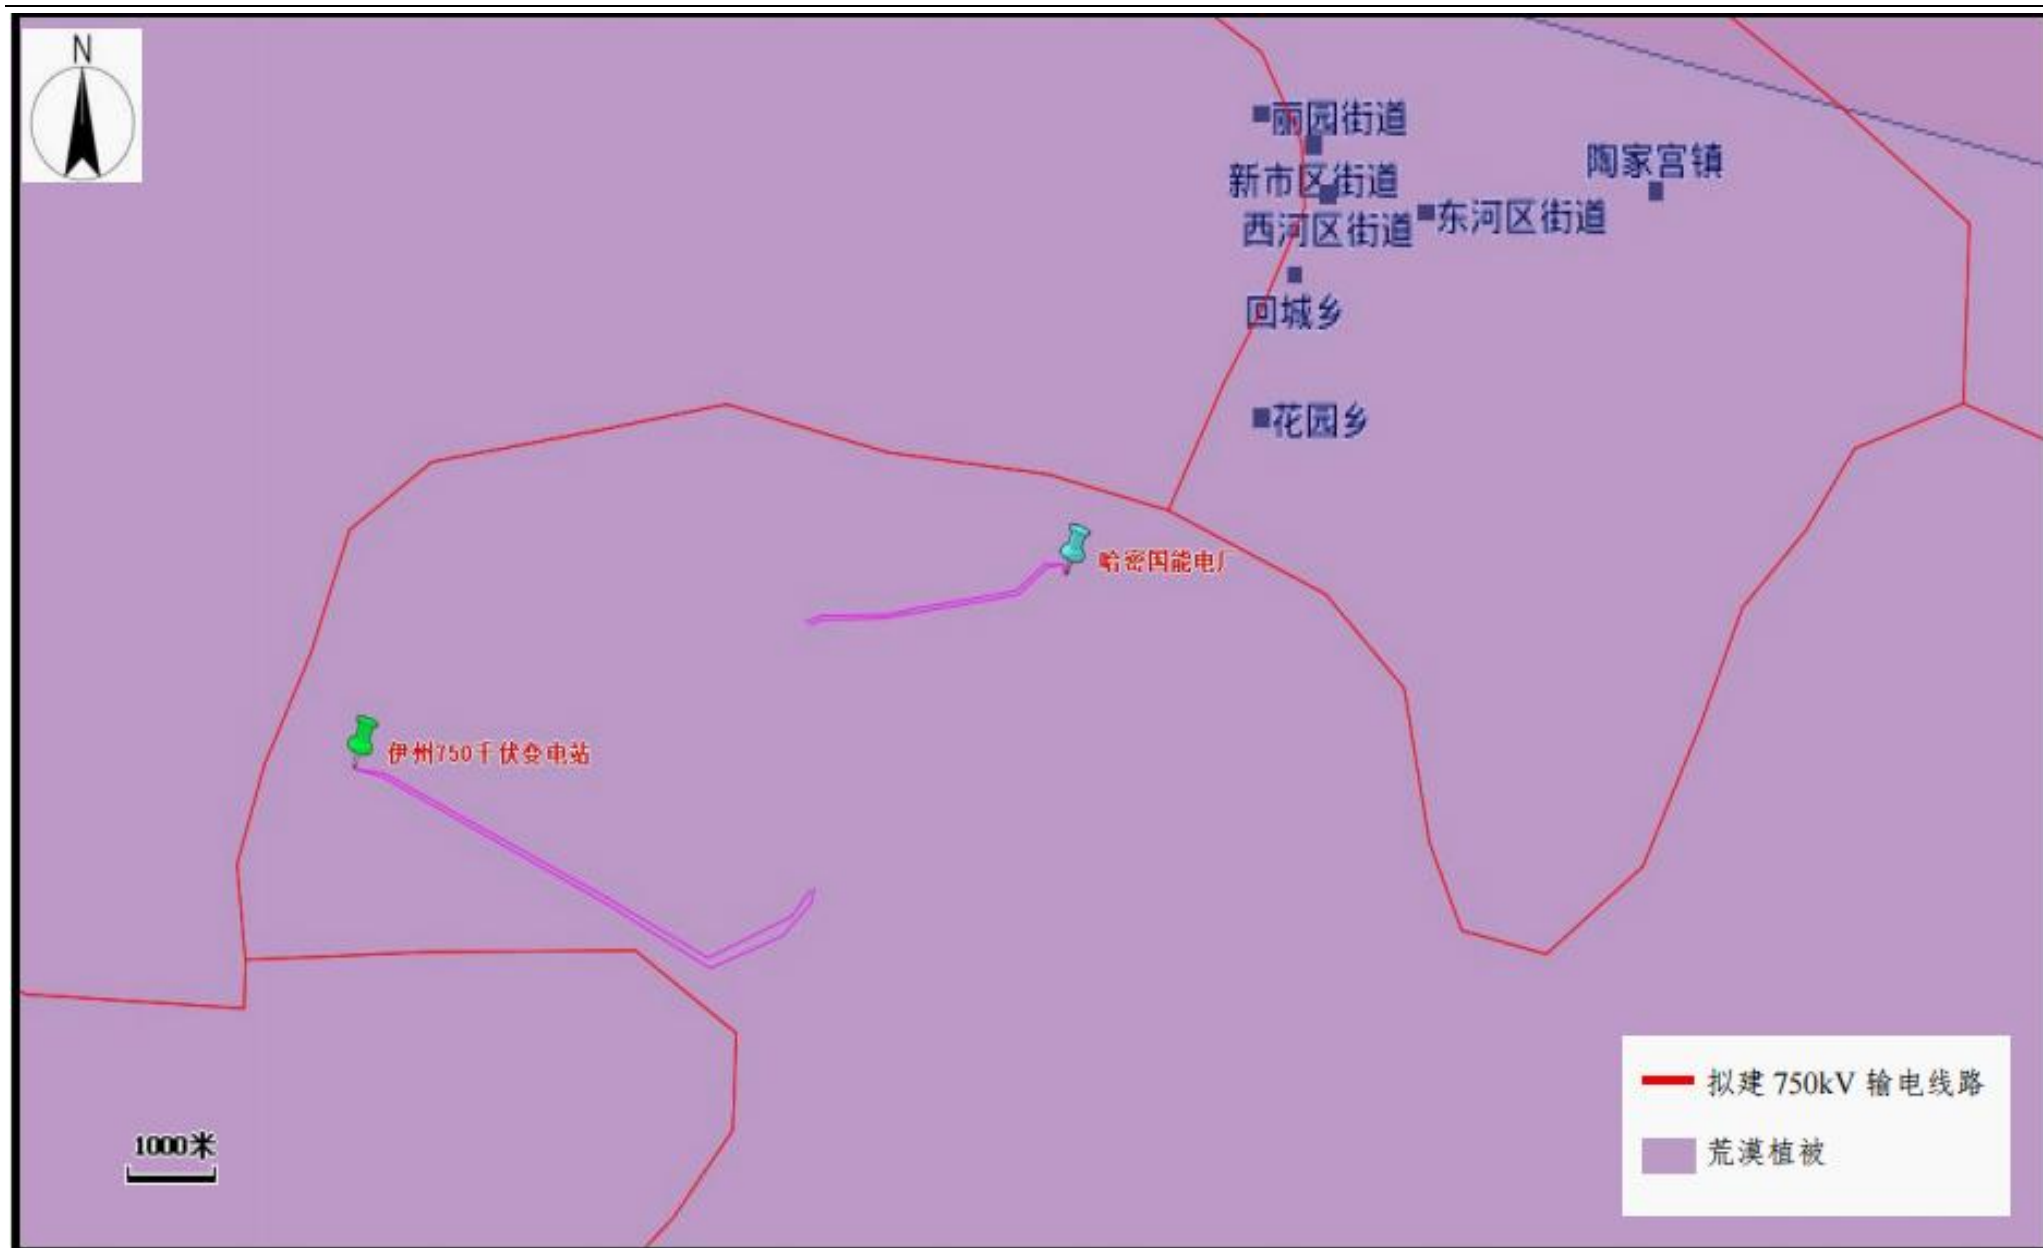 N
丽园街道
陶家宫镇
新市区街道
东河区街道
西河区街道
回城乡
花园乡
哈密国能电厂
伊州750千伏变电站
拟建 750kV 输电线路
1000米
荒漠植被